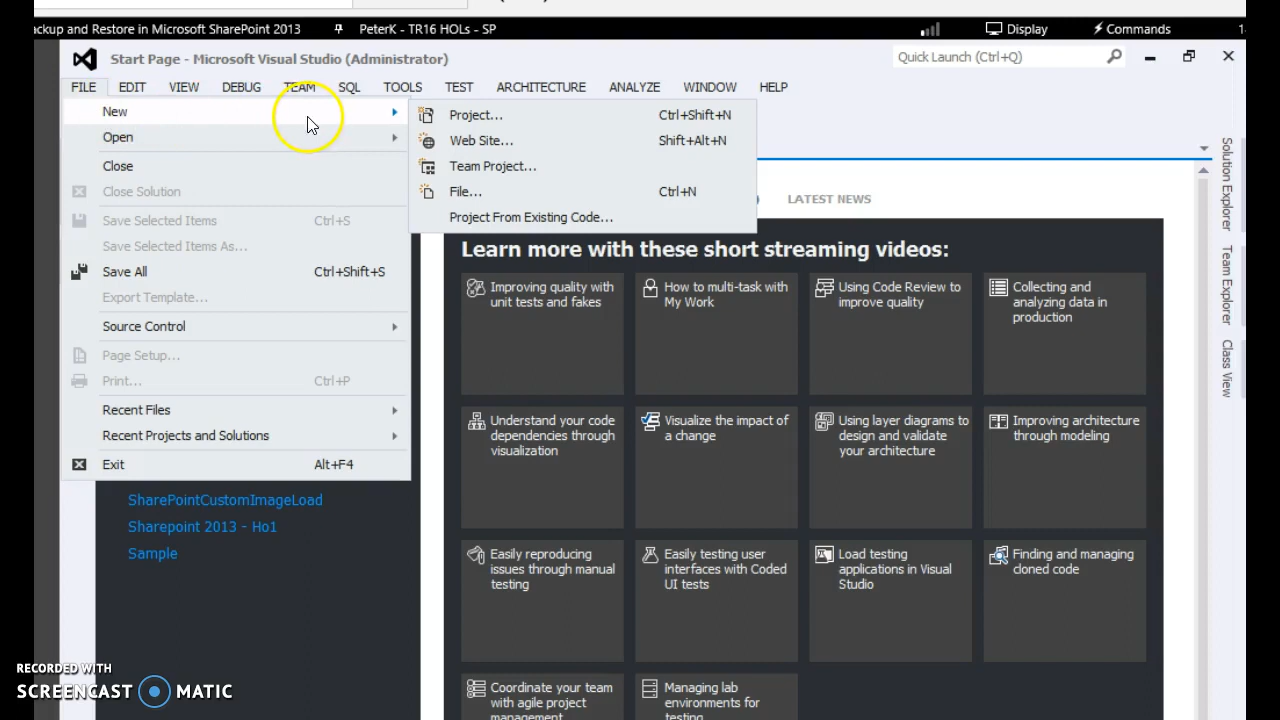 ackup and Restore in Microsoft SharePoint 2013 PeterK - TR16 HOLs - SP Display Commands
Start Page - Microsoft Visual Studio (Administrator) Quick Launch (Ctrl+Q)
FILE EDIT VIEW DEBUG TEAM SQL TOOLS TEST ARCHITECTURE ANALYZE WINDOW HELP
New
Open
Close
Close Solution
Save Selected Items Ctrl+S
Save Selected Items As...
Save All Ctrl+Shift+S
Export Template...
Source Control
Page Setup...
Print... Ctrl+P
Recent Files
Recent Projects and Solutions
Exit Alt+F4
Project... Ctrl+Shift+N
Web Site... Shift+Alt+N
Team Project...
File... Ctrl+N
Project From Existing Code...
SharePointCustomImageLoad
Sharepoint 2013 - Ho1
Sample
LATEST NEWS
Learn more with these short streaming videos:
Improving quality with
unit tests and fakes
How to multi-task with
My Work
Using Code Review to
improve quality
Collecting and
analyzing data in
production
Understand your code
dependencies through
visualization
Visualize the impact of
a change
Using layer diagrams to
design and validate
your architecture
Improving architecture
through modeling
Easily reproducing
issues through manual
testing
Easily testing user
interfaces with Coded
UI tests
Load testing
applications in Visual
Studio
Finding and managing
cloned code
Coordinate your team
with agile project
management
Managing lab
environments for
testing
Solution Explorer
Team Explorer
Class View
RECORDED WITH
SCREENCAST MATIC